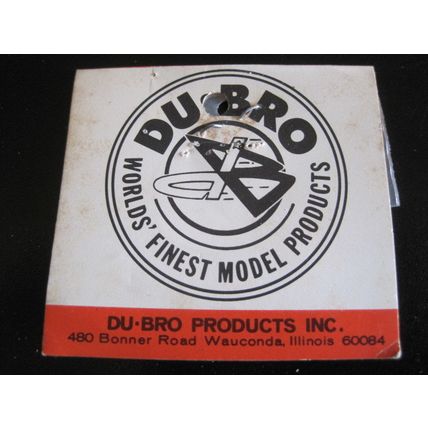 DU·BRO
WORLDS' FINEST MODEL PRODUCTS
DU·BRO PRODUCTS INC.
480 Bonner Road Wauconda, Illinois 60084